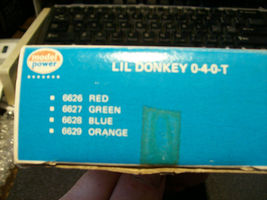 model power
LIL DONKEY 0-4-0-T
6626 RED
6627 GREEN
6628 BLUE
6629 ORANGE